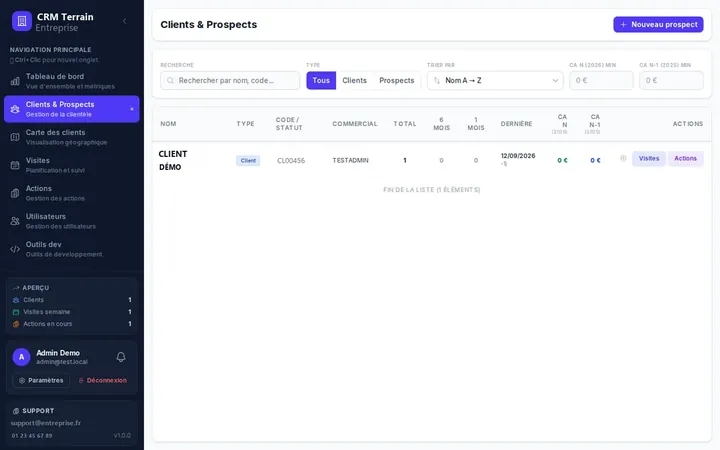 CRM Terrain
Entreprise
NAVIGATION PRINCIPALE
Ctrl+Clic pour nouvel onglet
Tableau de bord
Vue d'ensemble et métriques
Clients & Prospects
Gestion de la clientèle
Carte des clients
Visualisation géographique
Visites
Planification et suivi
Actions
Gestion des actions
Utilisateurs
Gestion des utilisateurs
Outils dev
Outils de développement
APERÇU
Clients 1
Visites semaine 1
Actions en cours 1
A
Admin Demo
admin@test.local
Paramètres
Déconnexion
SUPPORT
support@entreprise.fr
01 23 45 67 89
v1.0.0
Clients & Prospects
+ Nouveau prospect
RECHERCHE
Rechercher par nom, code...
TYPE
Tous Clients Prospects
TRIER PAR
Nom A → Z
CA N (2026) MIN
0 €
CA N-1 (2025) MIN
0 €
NOM TYPE CODE / STATUT COMMERCIAL TOTAL 6 MOIS 1 MOIS DERNIÈRE CA N (2026) CA N-1 (2025) ACTIONS
CLIENT DÉMO Client CL00456 TESTADMIN 1 0 0 12/09/2026 0 € 0 € Visites Actions
FIN DE LA LISTE (1 ÉLÉMENTS)